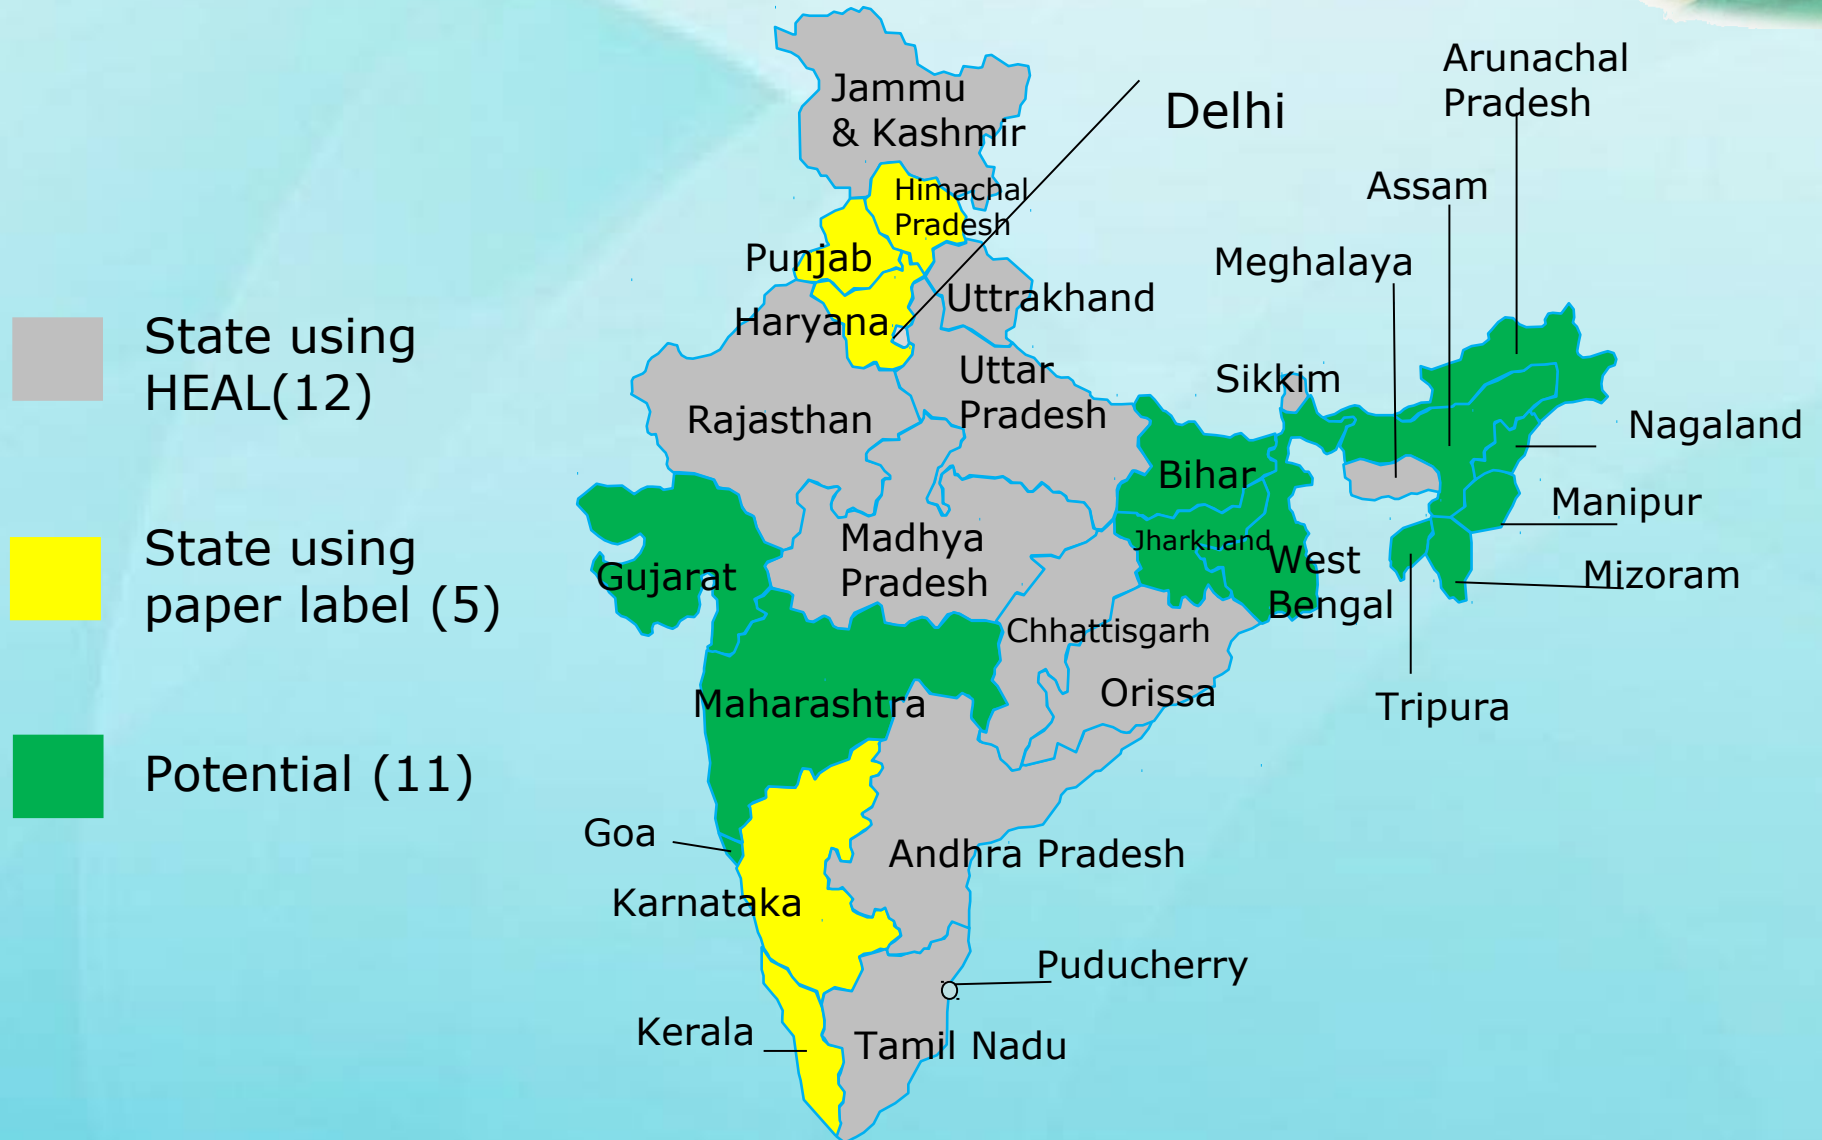 State using
HEAL(12)
State using
paper label (5)
Potential (11)
Jammu
& Kashmir
Delhi
Arunachal
Pradesh
Himachal
Pradesh
Assam
Punjab
Meghalaya
Uttrakhand
Haryana
Uttar
Pradesh
Sikkim
Rajasthan
Nagaland
Bihar
Manipur
Madhya
Pradesh
Jharkhand
West
Bengal
Gujarat
Mizoram
Chhattisgarh
Orissa
Maharashtra
Tripura
Goa
Andhra Pradesh
Karnataka
Puducherry
Kerala
Tamil Nadu